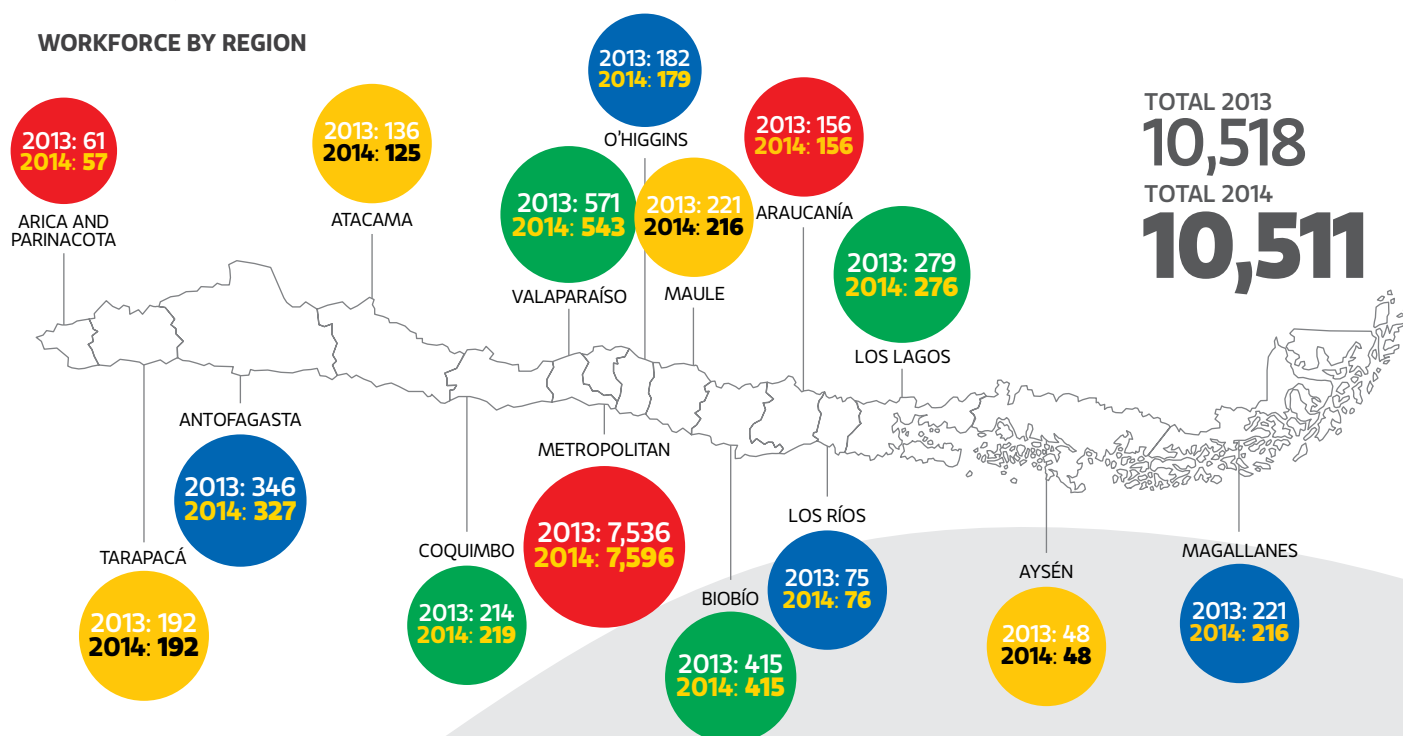 WORKFORCE BY REGION
2013: 61
2014: 57
ARICA AND
PARINACOTA
2013: 136
2014: 125
ATACAMA
2013: 182
2014: 179
O'HIGGINS
2013: 571
2014: 543
VALAPARAÍSO
2013: 221
2014: 216
MAULE
2013: 156
2014: 156
ARAUCANÍA
2013: 279
2014: 276
LOS LAGOS
TOTAL 2013
10,518
TOTAL 2014
10,511
TARAPACÁ
2013: 192
2014: 192
ANTOFAGASTA
2013: 346
2014: 327
COQUIMBO
2013: 214
2014: 219
METROPOLITAN
2013: 7,536
2014: 7,596
BIOBÍO
2013: 415
2014: 415
LOS RÍOS
2013: 75
2014: 76
AYSÉN
2013: 48
2014: 48
MAGALLANES
2013: 221
2014: 216